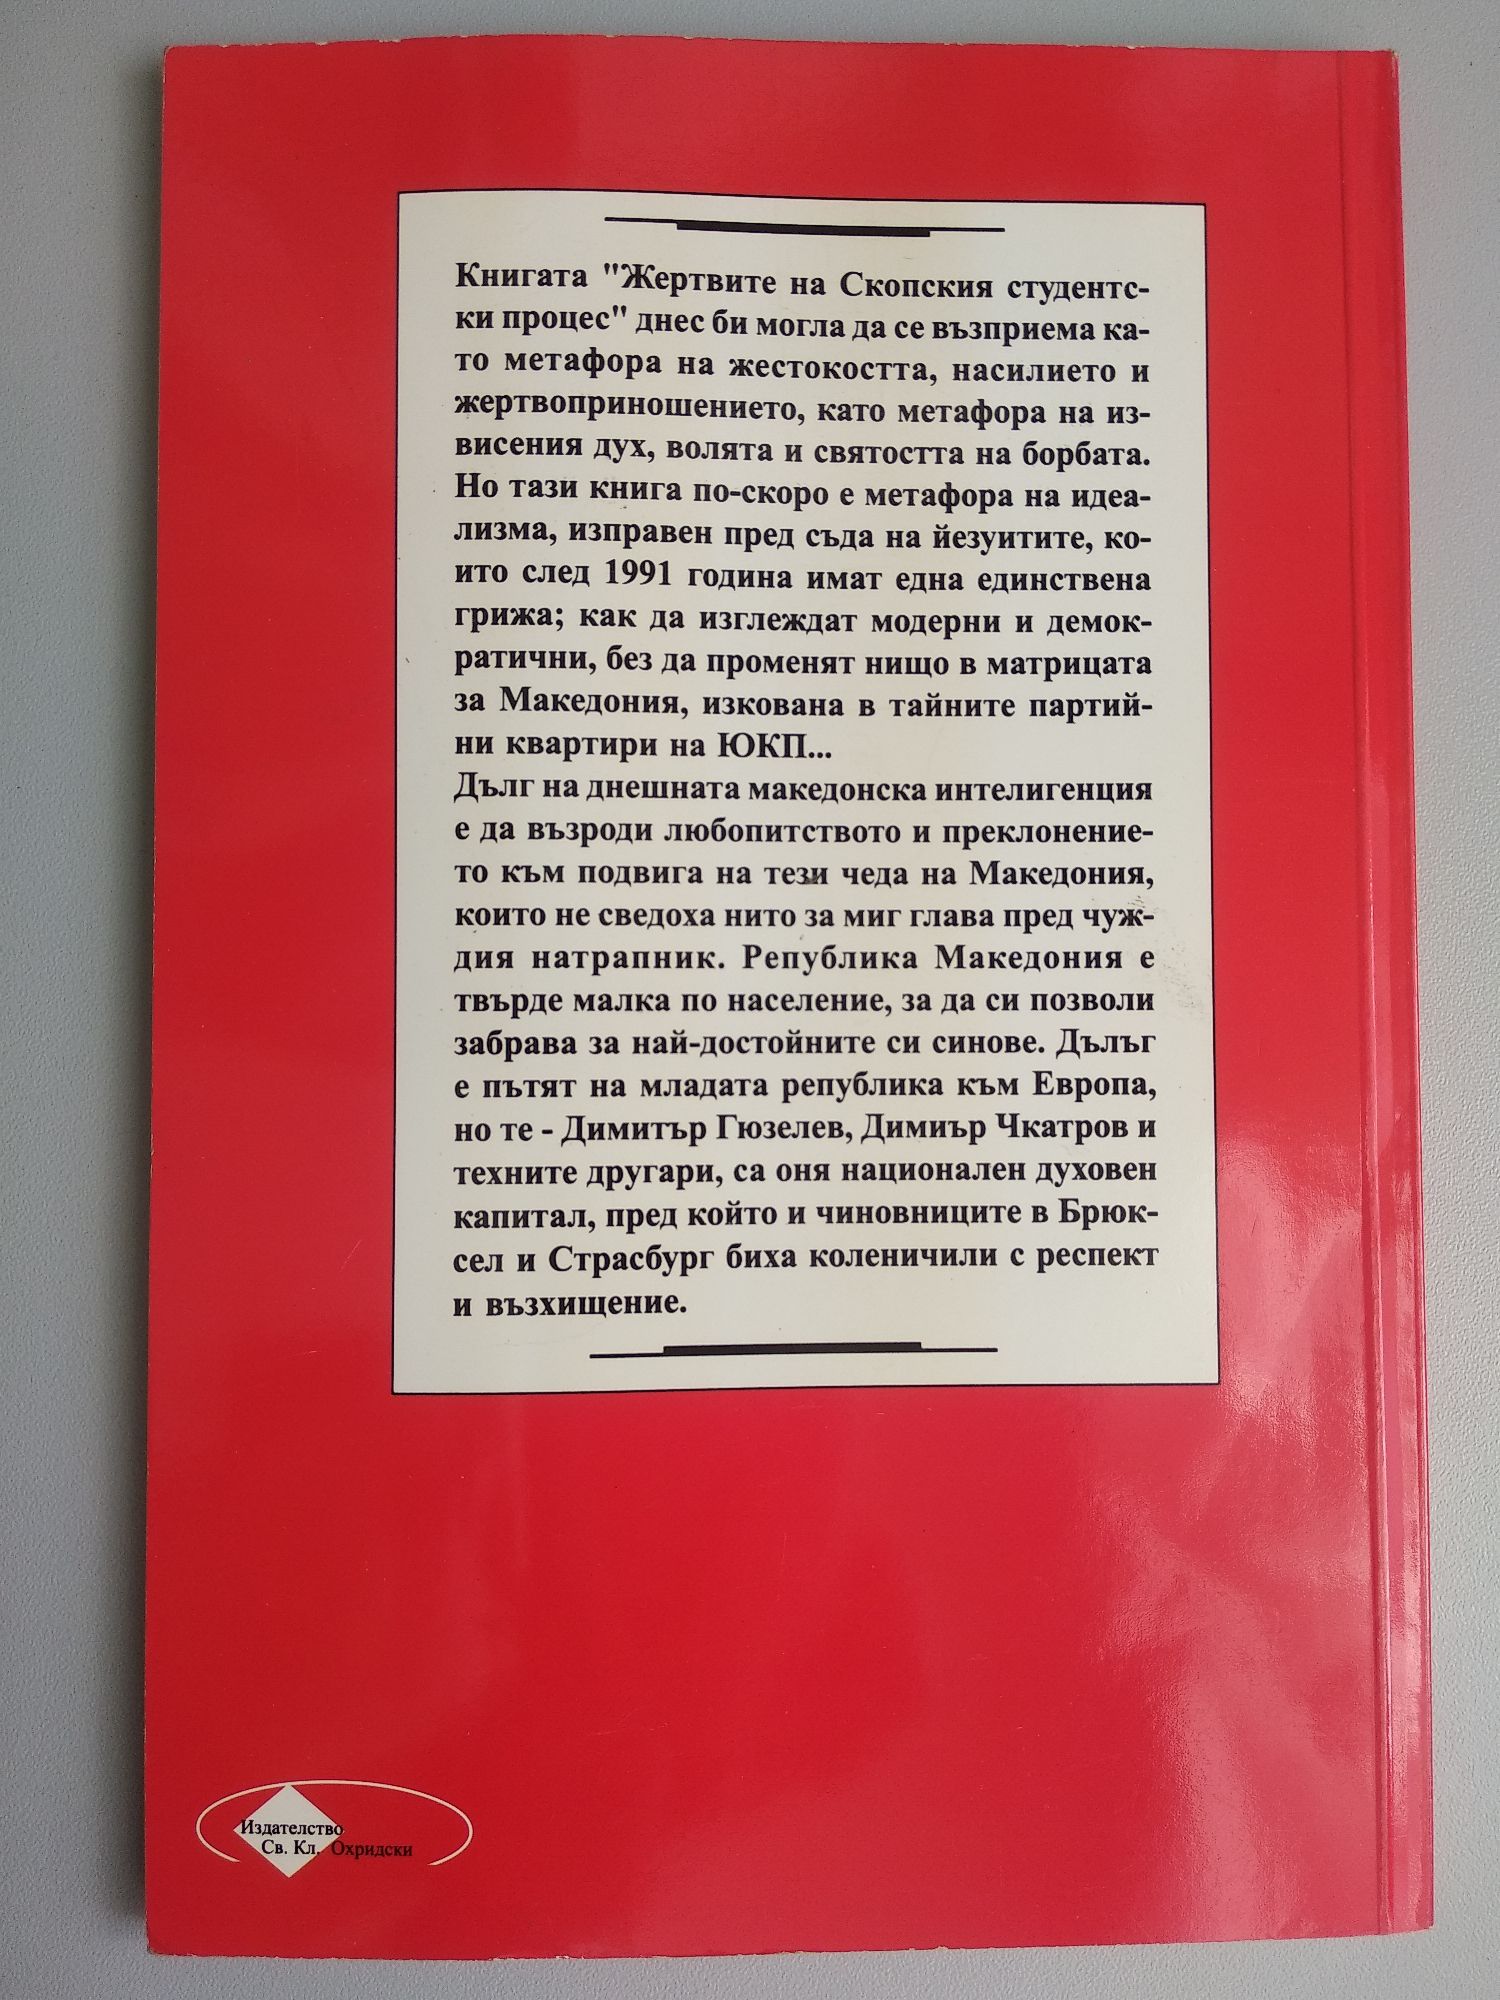 Книгата "Жертвите на Скопския студентс-
ки процес" днес би могла да се възприема ка-
то метафора на жестокостта, насилието и
жертвоприношението, като метафора на из-
висения дух, волята и святостта на борбата.
Но тази книга по-скоро е метафора на идеа-
лизма, изправен пред съда на йезуитите, ко-
ито след 1991 година имат една единствена
грижа; как да изглеждат модерни и демок-
ратични, без да променят нищо в матрицата
за Македония, изкована в тайните партий-
ни квартири на ЮКП...
Дълг на днешната македонска интелигенция
е да възроди любопитството и преклонение-
то към подвига на тези чеда на Македония,
които не сведоха нито за миг глава пред чуж-
дия натрапник. Република Македония е
твърде малка по население, за да си позволи
забрава за най-достойните си синове. Дълъг
е пътят на младата република към Европа,
но те - Димитър Гюзелев, Димиър Чкатров и
техните другари, са оня национален духовен
капитал, пред който и чиновниците в Брюк-
сел и Страсбург биха коленичили с респект
и възхищение.
Издателство
Св. Кл. Охридски